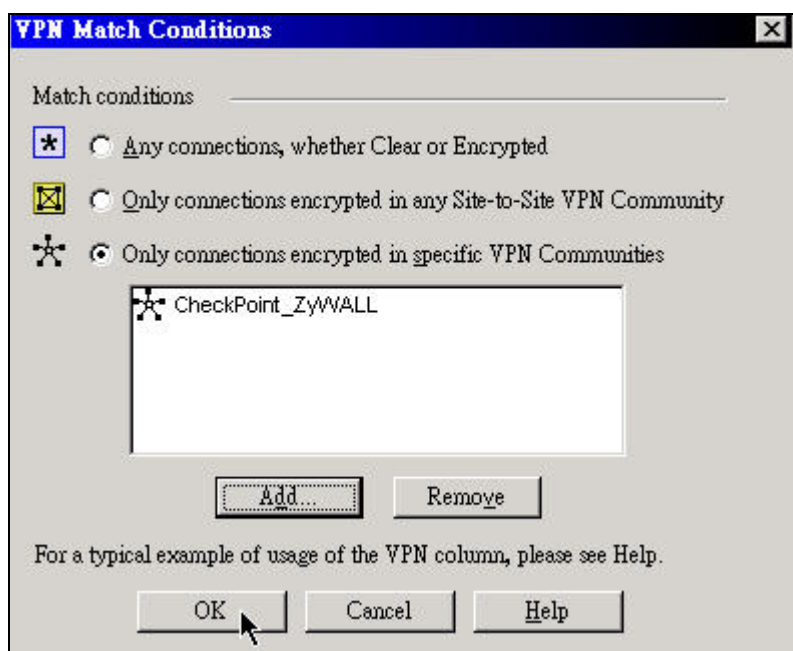 VPN Match Conditions
Match conditions
Any connections, whether Clear or Encrypted
Only connections encrypted in any Site-to-Site VPN Community
Only connections encrypted in specific VPN Communities
CheckPoint_ZyWALL
Add... Remove
For a typical example of usage of the VPN column, please see Help.
OK Cancel Help